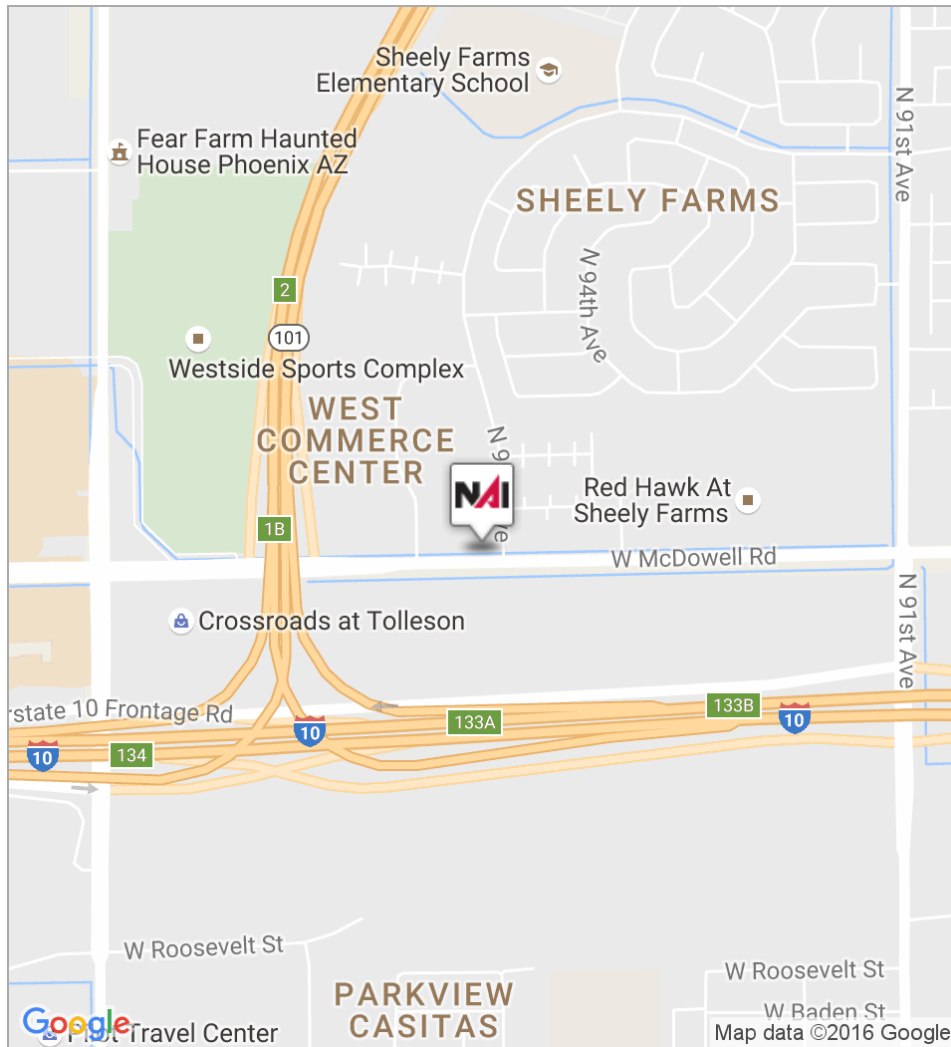 Sheely Farms
Elementary School
N 91st Ave
Fear Farm Haunted
House Phoenix AZ
SHEELY FARMS
N 94th Ave
2
101
Westside Sports Complex
WEST
COMMERCE
CENTER
N 9
ve
NAI
Red Hawk At
Sheely Farms
1B
W McDowell Rd
N 91st Ave
Crossroads at Tolleson
rstate 10 Frontage Rd
133A
133B
10
10
10
134
W Roosevelt St
W Roosevelt St
PARKVIEW
CASITAS
W Baden St
Google
Travel Center
Map data ©2016 Google